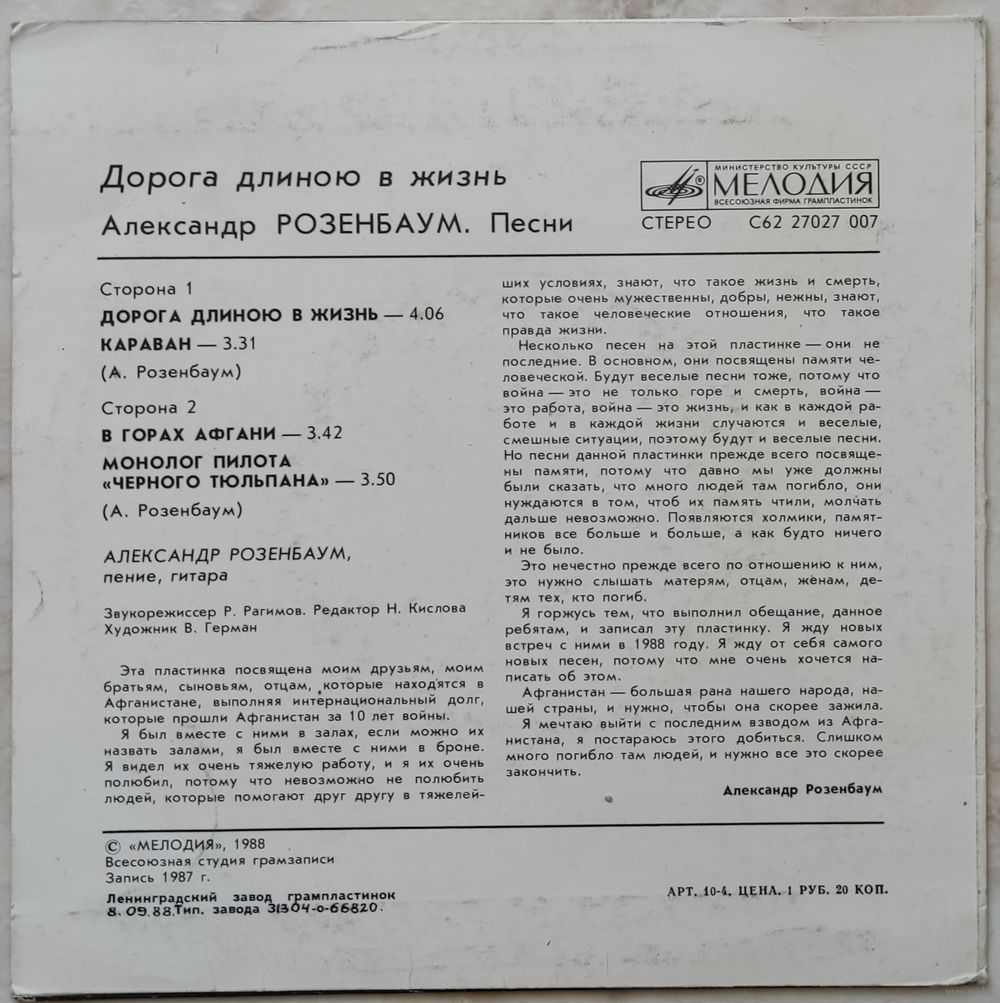 Дорога длиною в жизнь
Александр РОЗЕНБАУМ. Песни
МИНИСТЕРСТВО КУЛЬТУРЫ СССР
МЕЛОДИЯ
ВСЕСОЮЗНАЯ ФИРМА ГРАМПЛАСТИНОК
СТЕРЕО С62 27027 007
Сторона 1
ДОРОГА ДЛИНОЮ В ЖИЗНЬ — 4.06
КАРАВАН — 3.31
(А. Розенбаум)
Сторона 2
В ГОРАХ АФГАНИ — 3.42
МОНОЛОГ ПИЛОТА
«ЧЕРНОГО ТЮЛЬПАНА» — 3.50
(А. Розенбаум)
АЛЕКСАНДР РОЗЕНБАУМ,
пение, гитара
Звукорежиссер Р. Рагимов. Редактор Н. Кислова
Художник В. Герман
Эта пластинка посвящена моим друзьям, моим
братьям, сыновьям, отцам, которые находятся в
Афганистане, выполняя интернациональный долг,
которые прошли Афганистан за 10 лет войны.
Я был вместе с ними в залах, если можно их
назвать залами, я был вместе с ними в броне.
Я видел их очень тяжелую работу, и я их очень
полюбил, потому что невозможно не полюбить
людей, которые помогают друг другу в тяжелей-
ших условиях, знают, что такое жизнь и смерть,
которые очень мужественны, добры, нежны, знают,
что такое человеческие отношения, что такое
правда жизни.
Несколько песен на этой пластинке — они не
последние. В основном, они посвящены памяти че-
ловеческой. Будут веселые песни тоже, потому что
война — это не только горе и смерть, война —
это работа, война — это жизнь, и как в каждой ра-
боте и в каждой жизни случаются и веселые,
смешные ситуации, поэтому будут и веселые песни.
Но песни данной пластинки прежде всего посвяще-
ны памяти, потому что давно мы уже должны
были сказать, что много людей там погибло, они
нуждаются в том, чтоб их память чтили, молчать
дальше невозможно. Появляются холмики, памят-
ников все больше и больше, а как будто ничего
и не было.
Это нечестно прежде всего по отношению к ним,
это нужно слышать матерям, отцам, женам, де-
тям тех, кто погиб.
Я горжусь тем, что выполнил обещание, данное
ребятам, и записал эту пластинку. Я жду новых
встреч с ними в 1988 году. Я жду от себя самого
новых песен, потому что мне очень хочется на-
писать об этом.
Афганистан — большая рана нашего народа, на-
шей страны, и нужно, чтобы она скорее зажила.
Я мечтаю выйти с последним взводом из Афга-
нистана, я постараюсь этого добиться. Слишком
много погибло там людей, и нужно все это скорее
закончить.
Александр Розенбаум
© «МЕЛОДИЯ», 1988
Всесоюзная студия грамзаписи
Запись 1987 г.
Ленинградский завод грампластинок
8.09.88.Тип. завода 31304-о-66820.
АРТ. 10-4. ЦЕНА. 1 РУБ. 20 КОП.